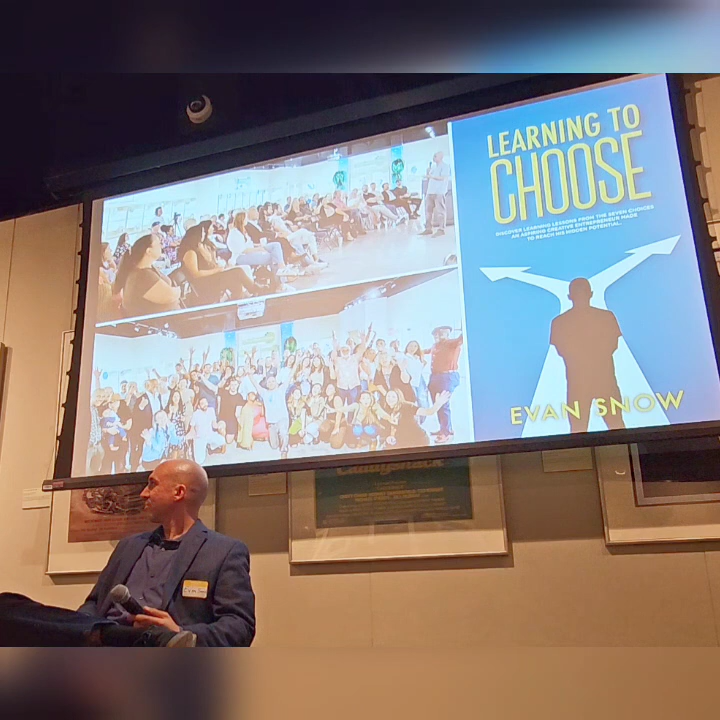 LEARNING TO
CHOOSE
DISCOVER LEARNING LESSONS FROM THE SEVEN CHOICES
AN ASPIRING CREATIVE ENTREPRENEUR MADE
TO REACH HIS HIDDEN POTENTIAL.
EVAN SNOW
Caddyshack